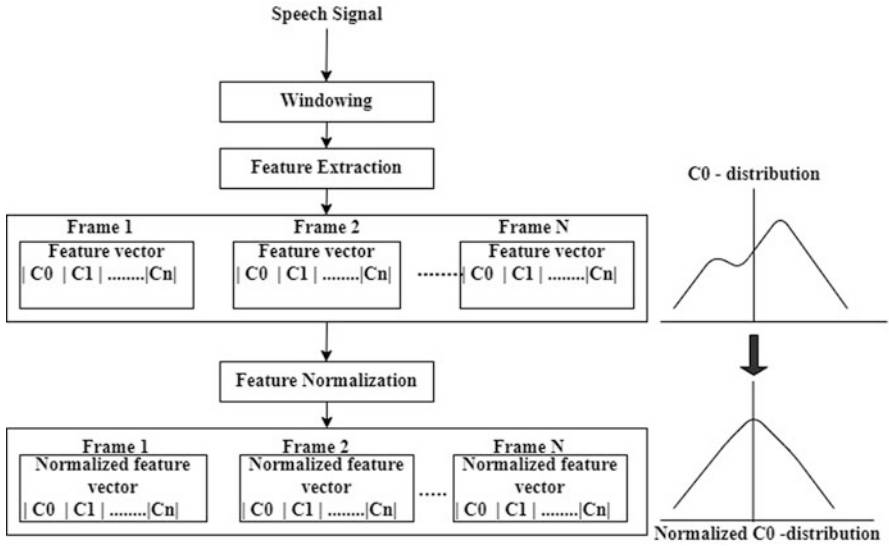 Speech Signal
Windowing
Feature Extraction
C0 - distribution
Frame 1 Frame 2 Frame N
Feature vector Feature vector Feature vector
| C0 | C1 | ........|Cn| | C0 | C1 | ........|Cn| ......... | C0 | C1 | ........|Cn|
Feature Normalization
Frame 1 Frame 2 Frame N
Normalized feature Normalized feature Normalized feature
vector vector vector
| C0 | C1 | ........|Cn| | C0 | C1 | ........|Cn| ..... | C0 | C1 | ........|Cn|
Normalized C0 -distribution